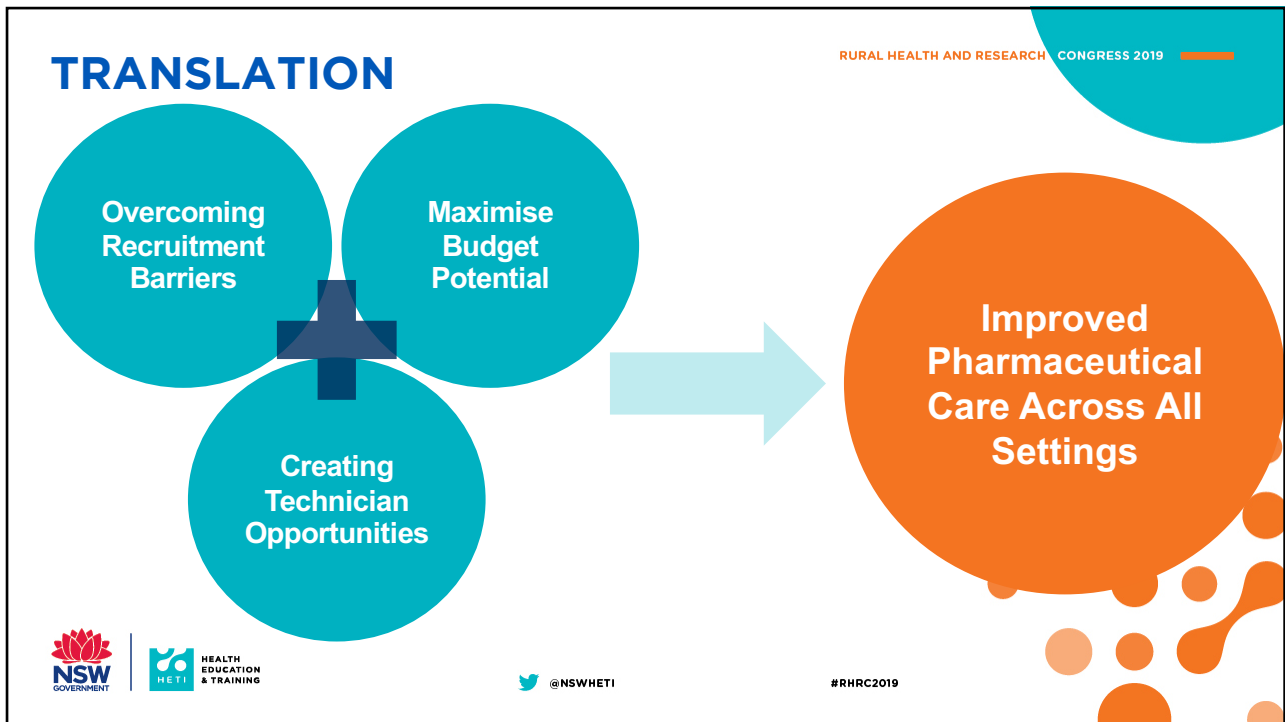 TRANSLATION
RURAL HEALTH AND RESEARCH CONGRESS 2019
Overcoming
Recruitment
Barriers
Maximise
Budget
Potential
Creating
Technician
Opportunities
Improved
Pharmaceutical
Care Across All
Settings
NSW
GOVERNMENT
HETI
HEALTH
EDUCATION
& TRAINING
@NSWHETI
#RHRC2019